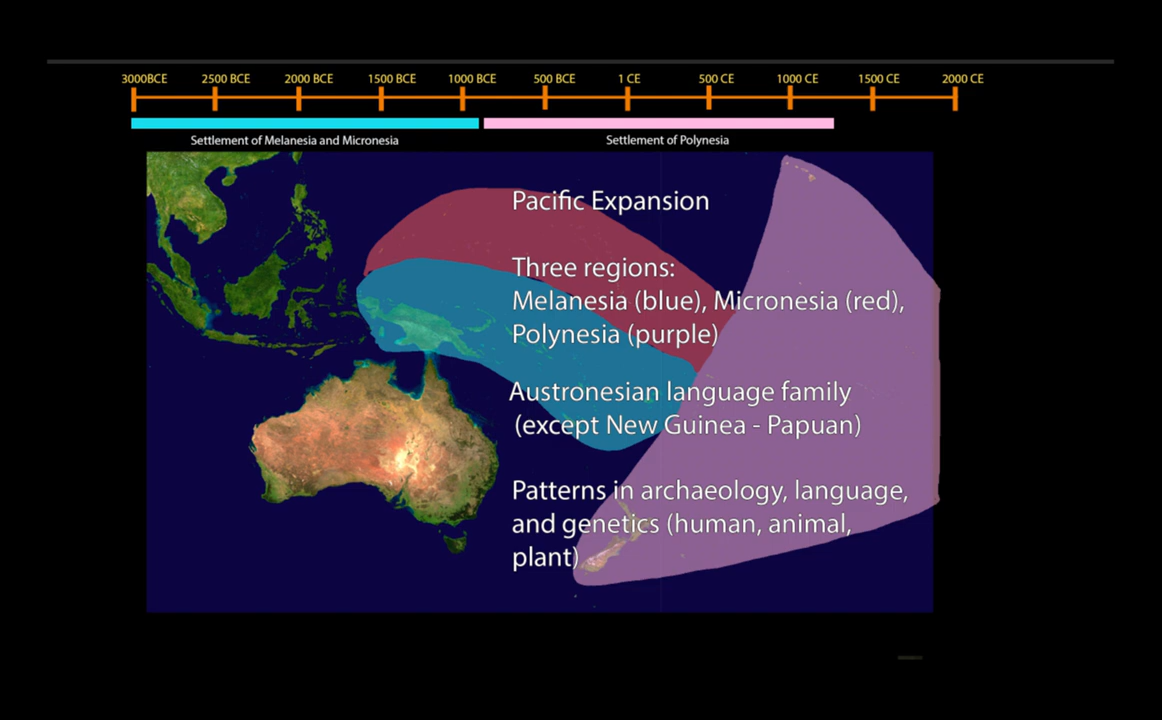 3000BCE 2500 BCE 2000 BCE 1500 BCE 1000 BCE 500 BCE 1 CE 500 CE 1000 CE 1500 CE 2000 CE
Settlement of Melanesia and Micronesia Settlement of Polynesia
Pacific Expansion
Three regions:
Melanesia (blue), Micronesia (red),
Polynesia (purple)
Austronesian language family
(except New Guinea - Papuan)
Patterns in archaeology, language,
and genetics (human, animal,
plant)